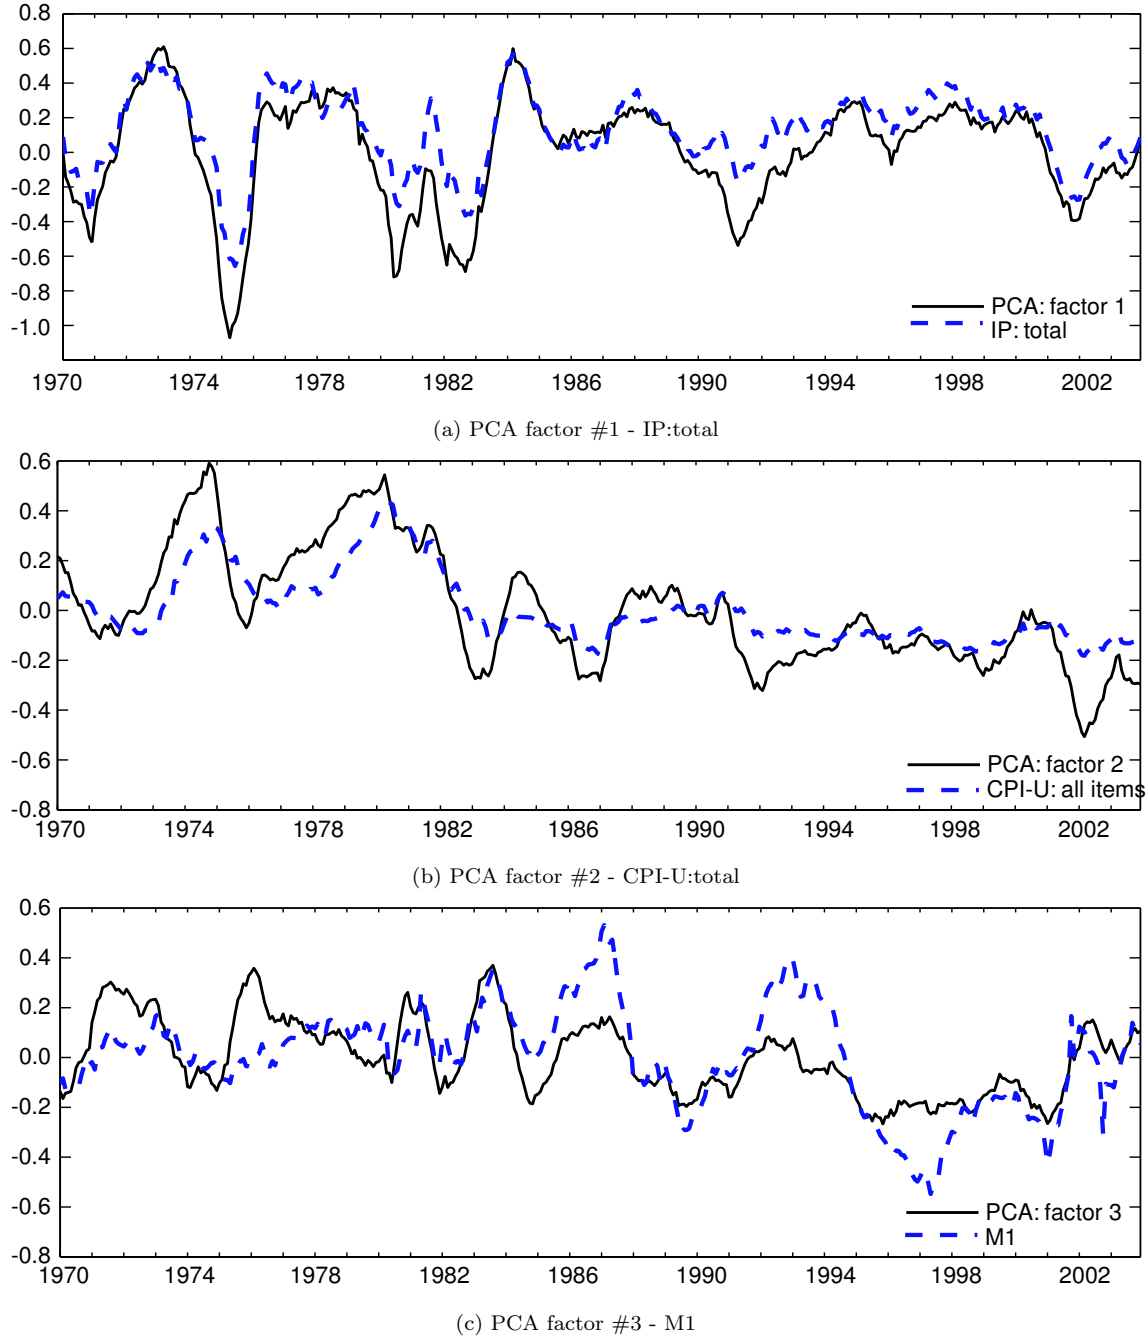 0.8
0.6
0.4
0.2
0.0
-0.2
-0.4
-0.6
0.8
-1.0
PCA: factor 1
IP: total
1970 1974 1978 1982 1986 1990 1994 1998 2002
(a) PCA factor #1 - IP:total
0.6
0.4
0.2
0.0
-0.2
-0.4
-0.6
-0.8
PCA: factor 2
CPI-U: all items
1970 1974 1978 1982 1986 1990 1994 1998 2002
(b) PCA factor #2 - CPI-U:total
0.6
0.4
0.2
0.0
-0.2
-0.4
-0.6
-0.8
PCA: factor 3
M1
1970 1974 1978 1982 1986 1990 1994 1998 2002
(c) PCA factor #3 - M1